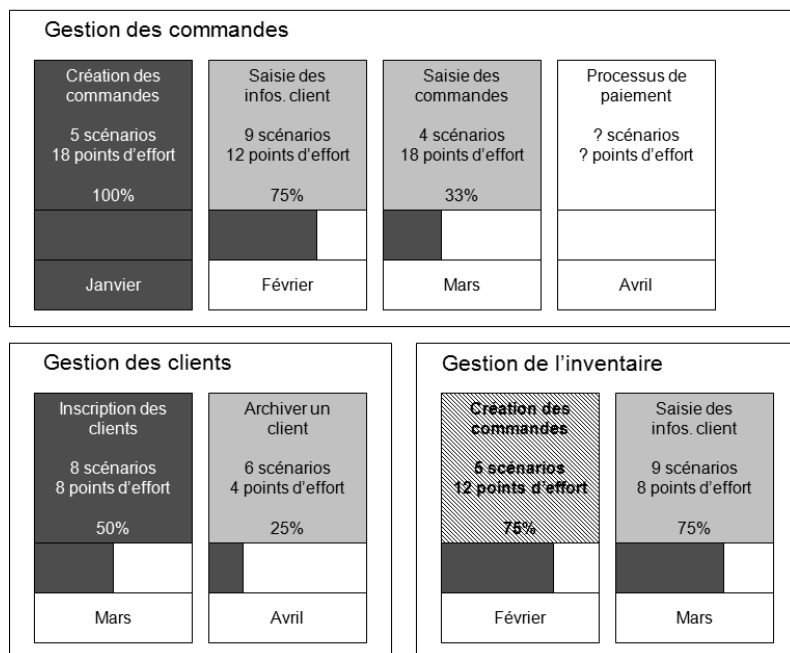 Gestion des commandes
Création des
commandes
5 scénarios
18 points d'effort
100%
Janvier
Saisie des
infos. client
9 scénarios
12 points d'effort
75%
Février
Saisie des
commandes
4 scénarios
18 points d'effort
33%
Mars
Processus de
paiement
? scénarios
? points d'effort
Avril
Gestion des clients
Inscription des
clients
8 scénarios
8 points d'effort
50%
Mars
Archiver un
client
6 scénarios
4 points d'effort
25%
Avril
Gestion de l'inventaire
Création des
commandes
5 scénarios
12 points d'effort
75%
Février
Saisie des
infos. client
9 scénarios
8 points d'effort
75%
Mars